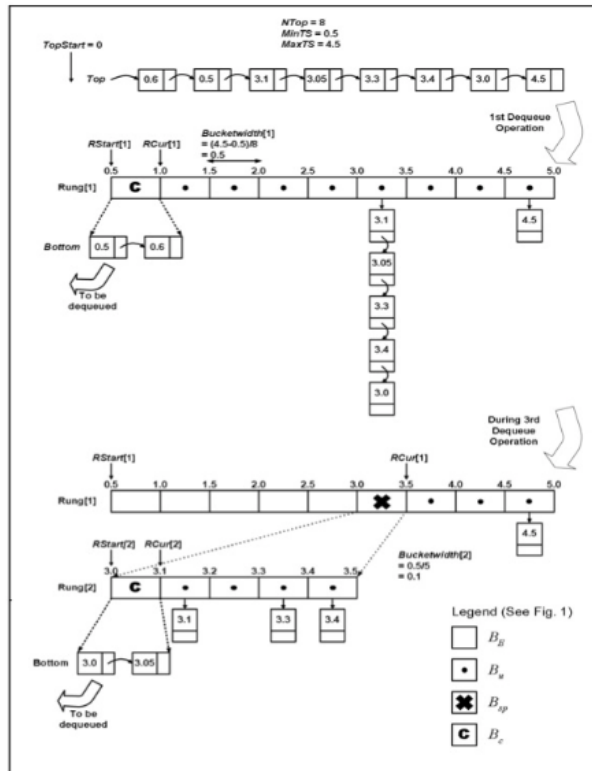 NTop = 8
MinTS = 0.5
MaxTS = 4.5
TopStart = 0
Top
0.6 0.5 3.1 3.05 3.3 3.4 3.0 4.5
1st Dequeue
Operation
RStart[1] RCur[1] Bucketwidth[1]
= (4.5-0.5)/8
= 0.5
0.5 1.0 1.5 2.0 2.5 3.0 3.5 4.0 4.5 5.0
Rung[1] C
3.1 4.5
Bottom 0.5 0.6
3.05
To be
dequeued
3.3
3.4
3.0
During 3rd
Dequeue
Operation
RStart[1] RCur[1]
0.5 1.0 1.5 2.0 2.5 3.0 3.5 4.0 4.5 5.0
Rung[1]
4.5
RStart[2] RCur[2]
Bucketwidth[2]
= 0.5/5
= 0.1
3.0 3.1 3.2 3.2 3.4 3.5
Rung[2] C
3.1 3.3 3.4
Bottom 3.0 3.05
To be
dequeued
Legend (See Fig. 1)
B_E
B_u
B_sp
B_c